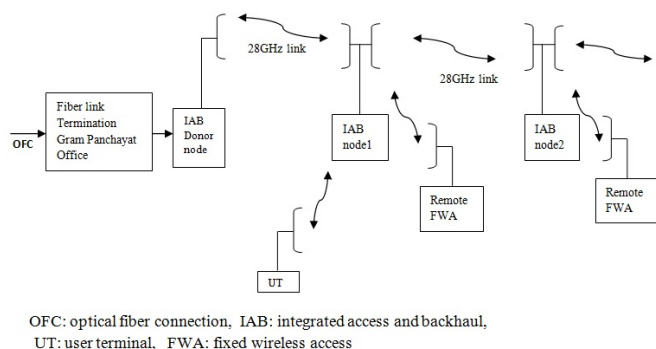 28GHz link
28GHz link
Fiber link
Termination
Gram Panchayat
Office
OFC
IAB
Donor
node
IAB
node1
IAB
node2
Remote
FWA
Remote
FWA
UT
OFC: optical fiber connection, IAB: integrated access and backhaul,
UT: user terminal, FWA: fixed wireless access